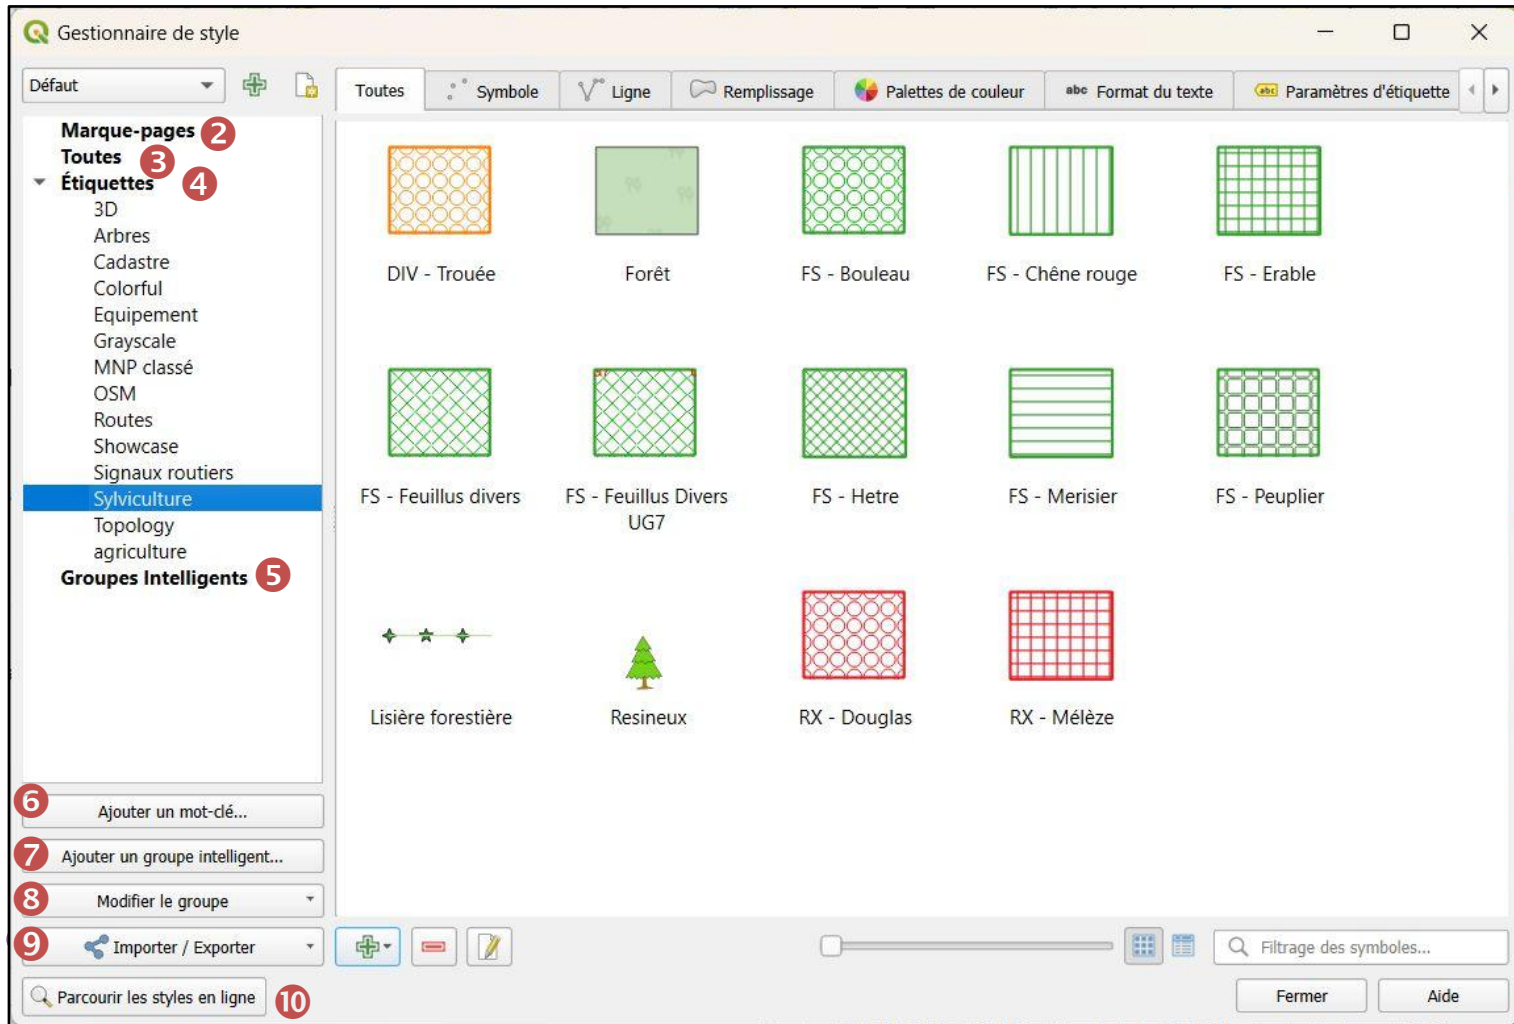 Gestionnaire de style
Défaut
Toutes
Symbole
Ligne
Remplissage
Palettes de couleur
abc Format du texte
abc Paramètres d'étiquette
Marque-pages 2
Toutes 3
Étiquettes 4
3D
Arbres
Cadastre
Colorful
Equipement
Grayscale
MNP classé
OSM
Routes
Showcase
Signaux routiers
Sylviculture
Topology
agriculture
Groupes Intelligents 5
DIV - Trouée
Forêt
FS - Bouleau
FS - Chêne rouge
FS - Erable
FS - Feuillus divers
FS - Feuillus Divers
UG7
FS - Hetre
FS - Merisier
FS - Peuplier
Lisière forestière
Resineux
RX - Douglas
RX - Mélèze
6 Ajouter un mot-clé...
7 Ajouter un groupe intelligent...
8 Modifier le groupe
9 Importer / Exporter
Filtrage des symboles...
Parcourir les styles en ligne 10
Fermer
Aide